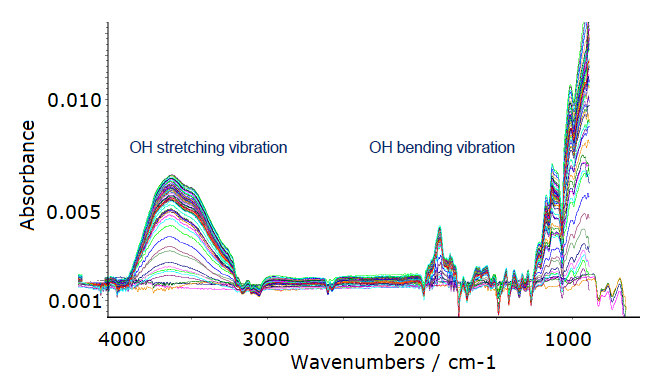 0.010
OH stretching vibration
OH bending vibration
Absorbance
0.005
0.001
4000
3000
2000
1000
Wavenumbers / cm-1